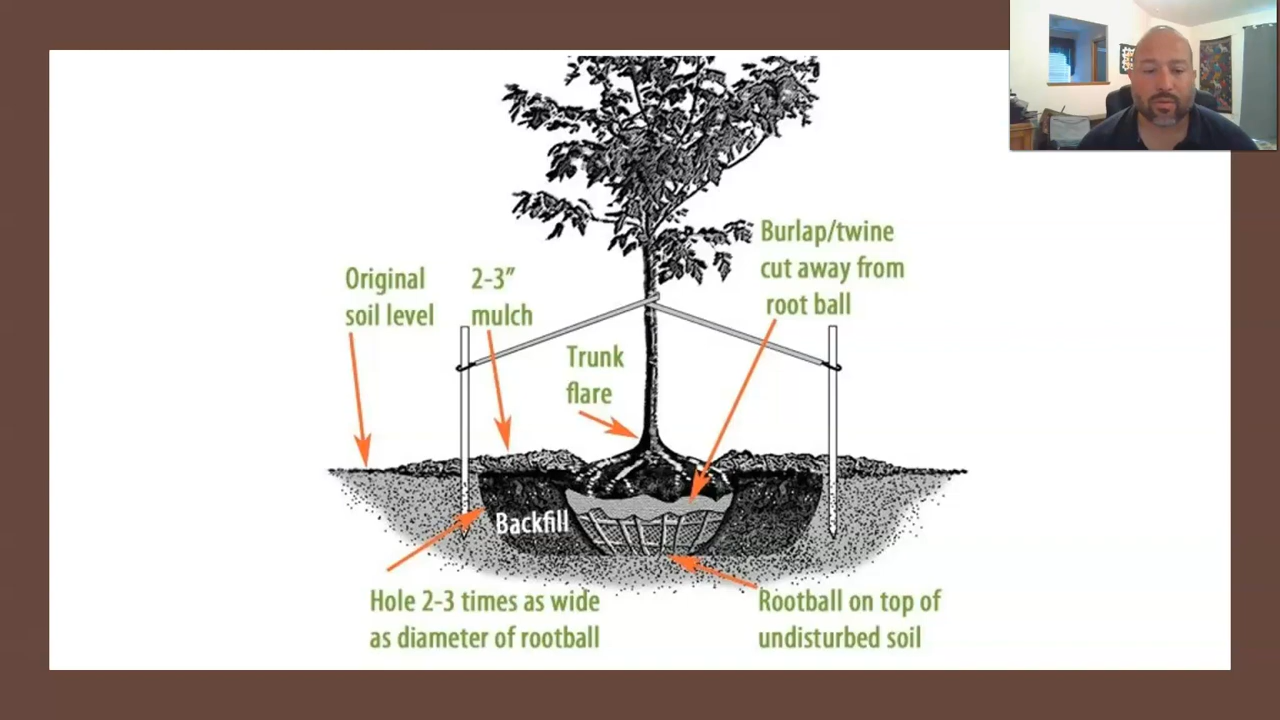 Original
soil level
2-3”
mulch
Trunk
flare
Burlap/twine
cut away from
root ball
Backfill
Hole 2-3 times as wide
as diameter of rootball
Rootball on top of
undisturbed soil